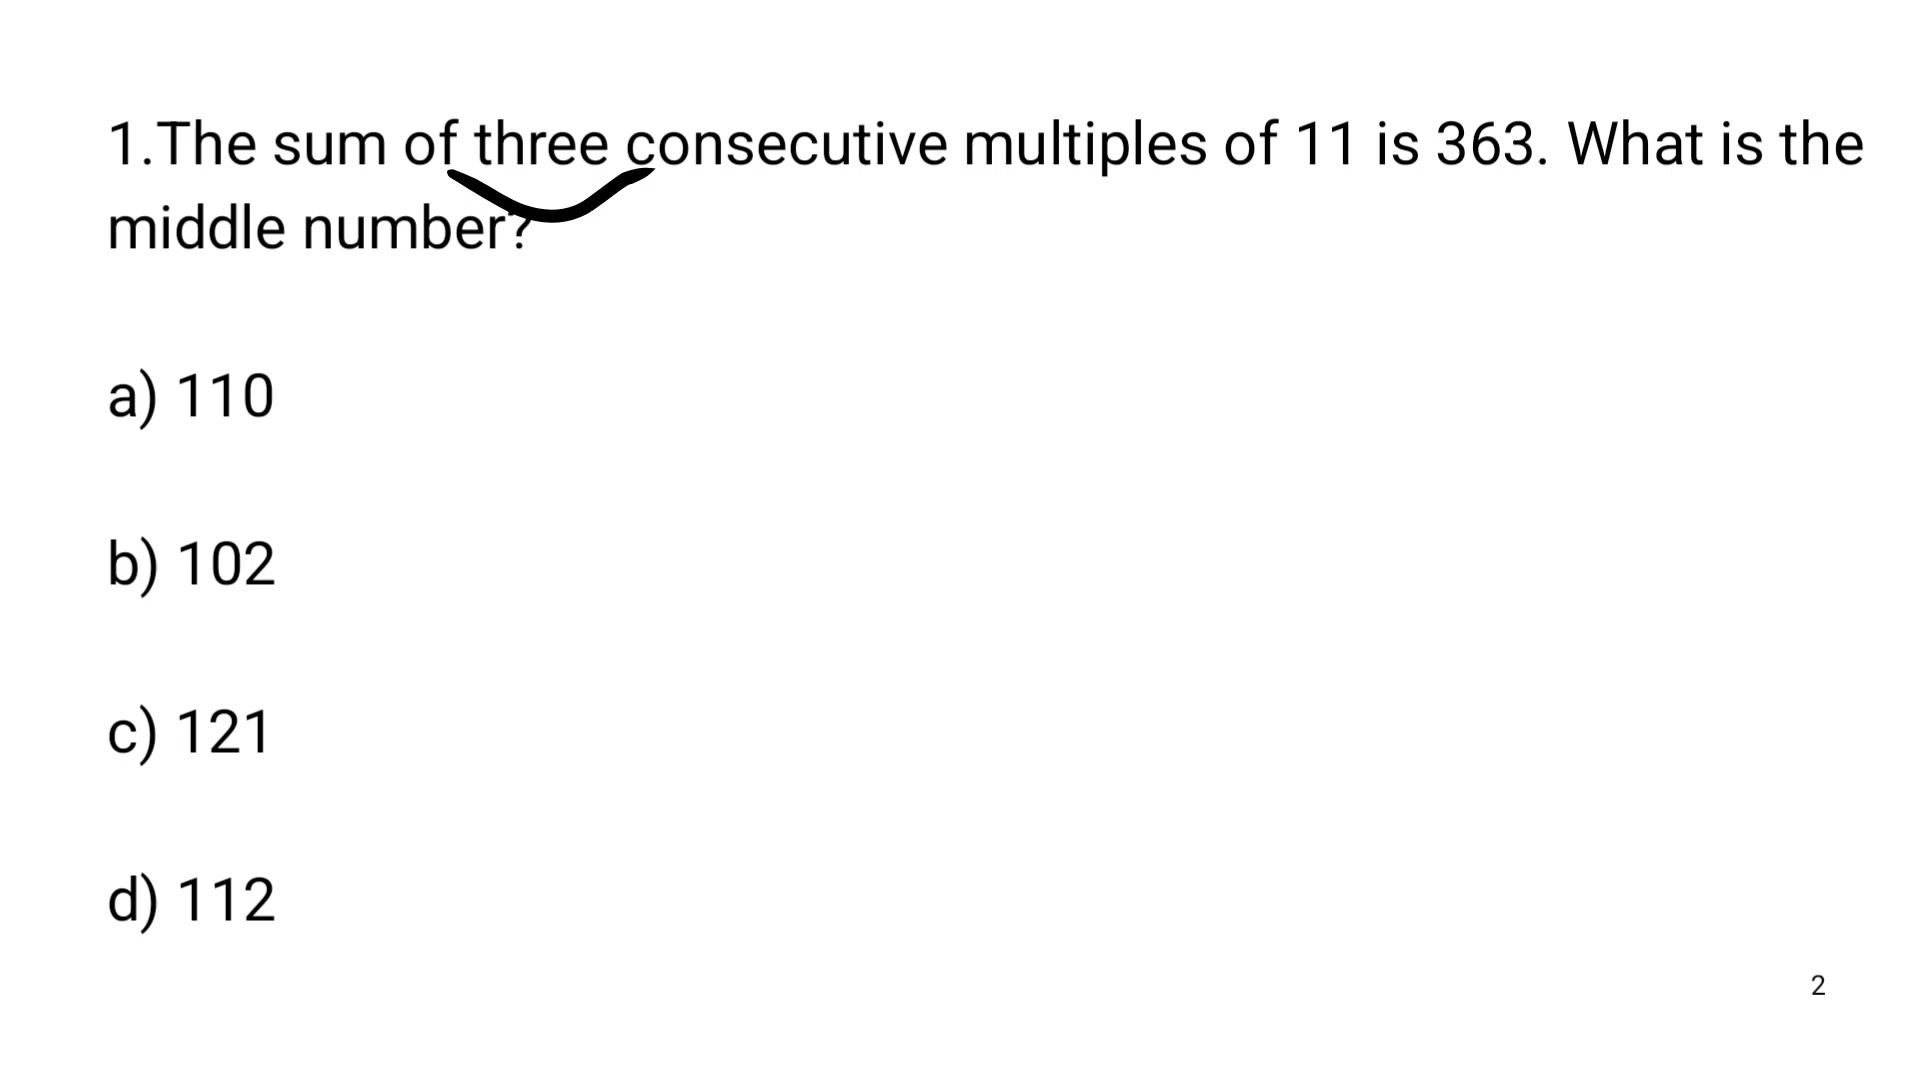 1.The sum of three consecutive multiples of 11 is 363. What is the
middle number?
a) 110
b) 102
c) 121
d) 112
2